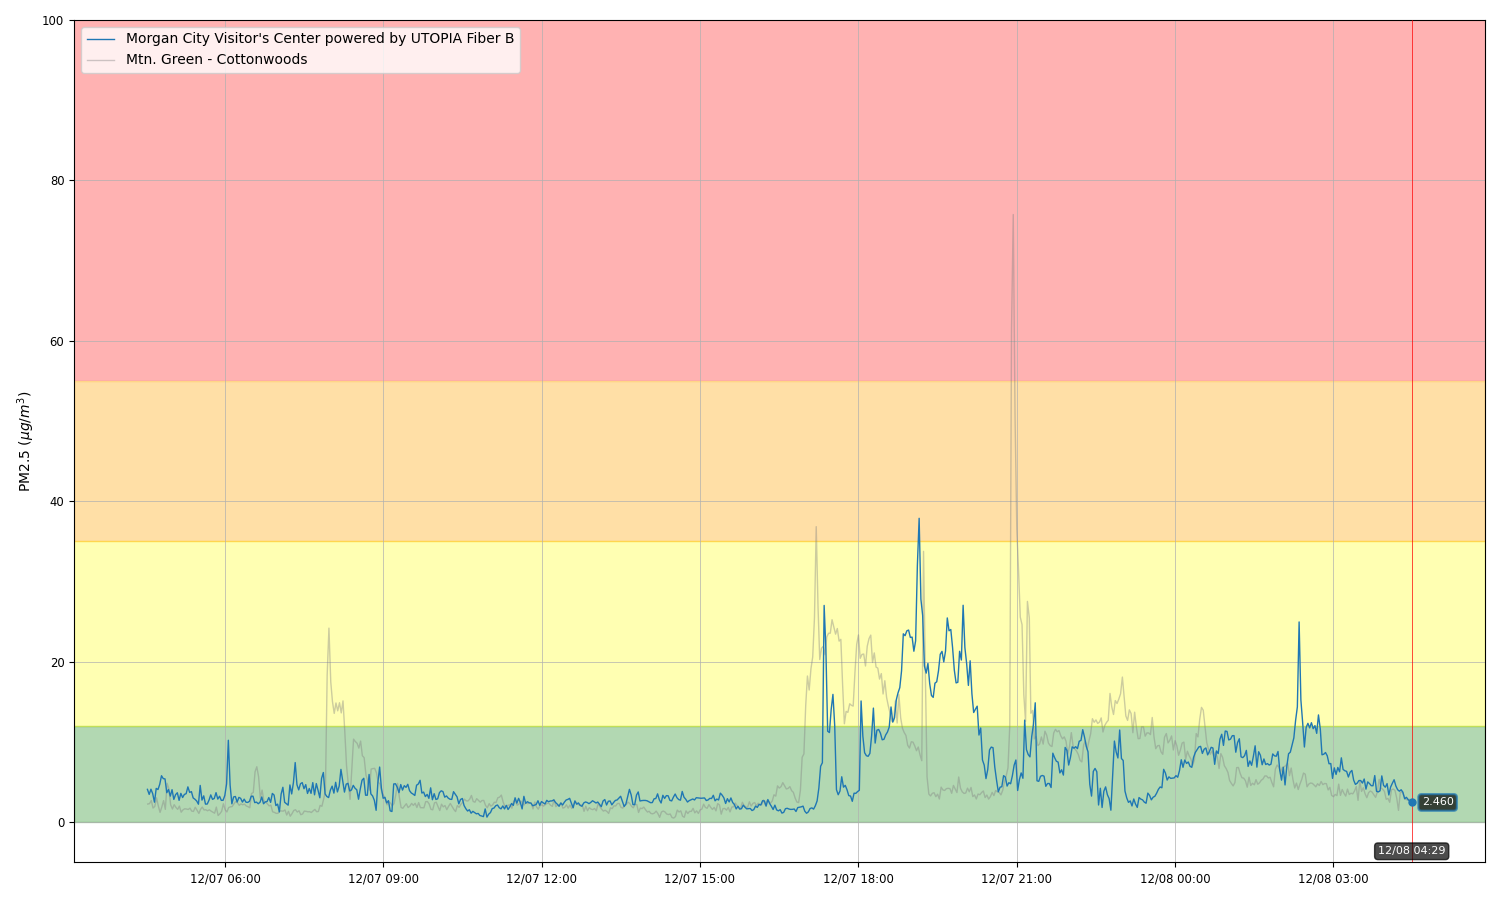 100
Morgan City Visitor's Center powered by UTOPIA Fiber B
Mtn. Green - Cottonwoods
80
60
PM2.5 (μg/m³)
40
20
2.460
0
12/08 04:29
12/07 06:00 12/07 09:00 12/07 12:00 12/07 15:00 12/07 18:00 12/07 21:00 12/08 00:00 12/08 03:00